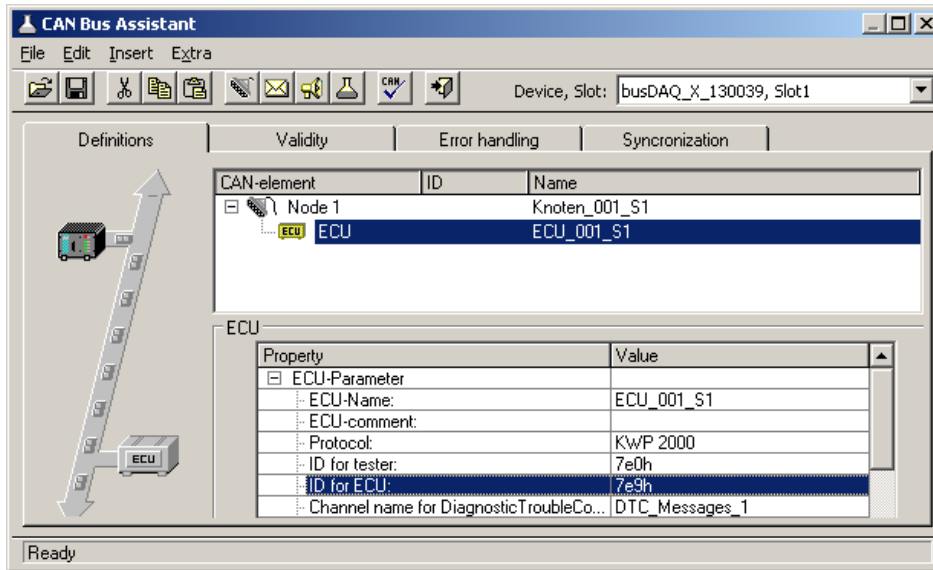 CAN Bus Assistant
File Edit Insert Extra
CAN Device, Slot: busDAQ_X_130039, Slot1
Definitions Validity Error handling Syncronization
CAN-element ID Name
Node 1 Knoten_001_S1
ECU ECU ECU_001_S1
ECU
Property Value
ECU-Parameter
ECU-Name: ECU_001_S1
ECU-comment:
Protocol: KWP 2000
ID for tester: 7e0h
ID for ECU: 7e9h
Channel name for DiagnosticTroubleCo... DTC_Messages_1
ECU
Ready